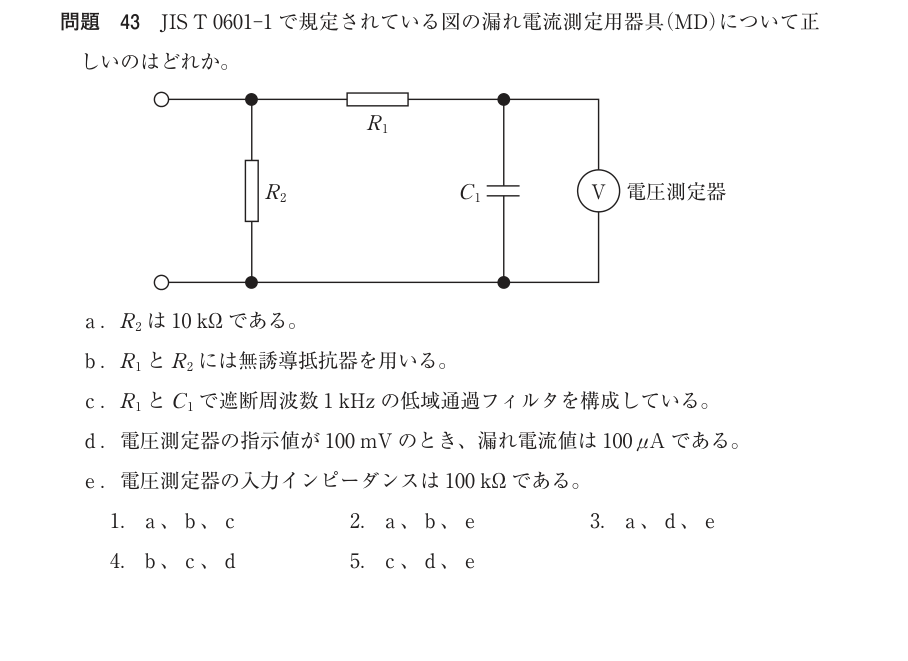 問題 43 JIS T 0601-1 で規定されている図の漏れ電流測定用器具(MD)について正
しいのはどれか。
R₁
R₂
C₁
V
電圧測定器
a. R₂ は 10 kΩ である。
b. R₁ と R₂ には無誘導抵抗器を用いる。
c. R₁ と C₁ で遮断周波数 1 kHz の低域通過フィルタを構成している。
d. 電圧測定器の指示値が 100 mV のとき、漏れ電流値は 100 μA である。
e. 電圧測定器の入力インピーダンスは 100 kΩ である。
1. a、b、c 2. a、b、e 3. a、d、e
4. b、c、d 5. c、d、e